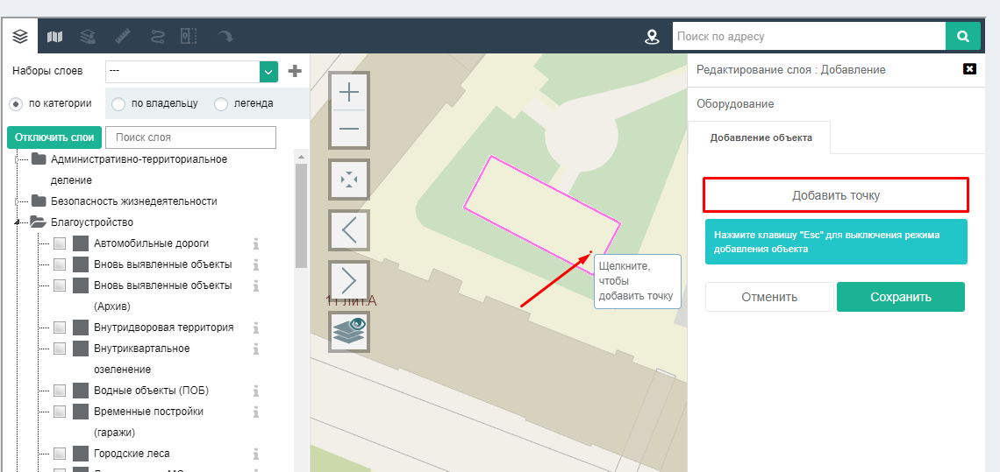 Поиск по адресу
Наборы слоев
---
по категории
по владельцу
легенда
Отключить слои
Поиск слоя
Административно-территориальное
деление
Безопасность жизнедеятельности
Благоустройство
Автомобильные дороги
Вновь выявленные объекты
Вновь выявленные объекты
(Архив)
Внутридворовая территория
Внутриквартальное
озеленение
Водные объекты (ПОБ)
Временные постройки
(гаражи)
Городские леса
Щелкните,
чтобы
добавить точку
Редактирование слоя : Добавление
Оборудование
Добавление объекта
Добавить точку
Нажмите клавишу "Esc" для выключения режима
добавления объекта
Отменить
Сохранить